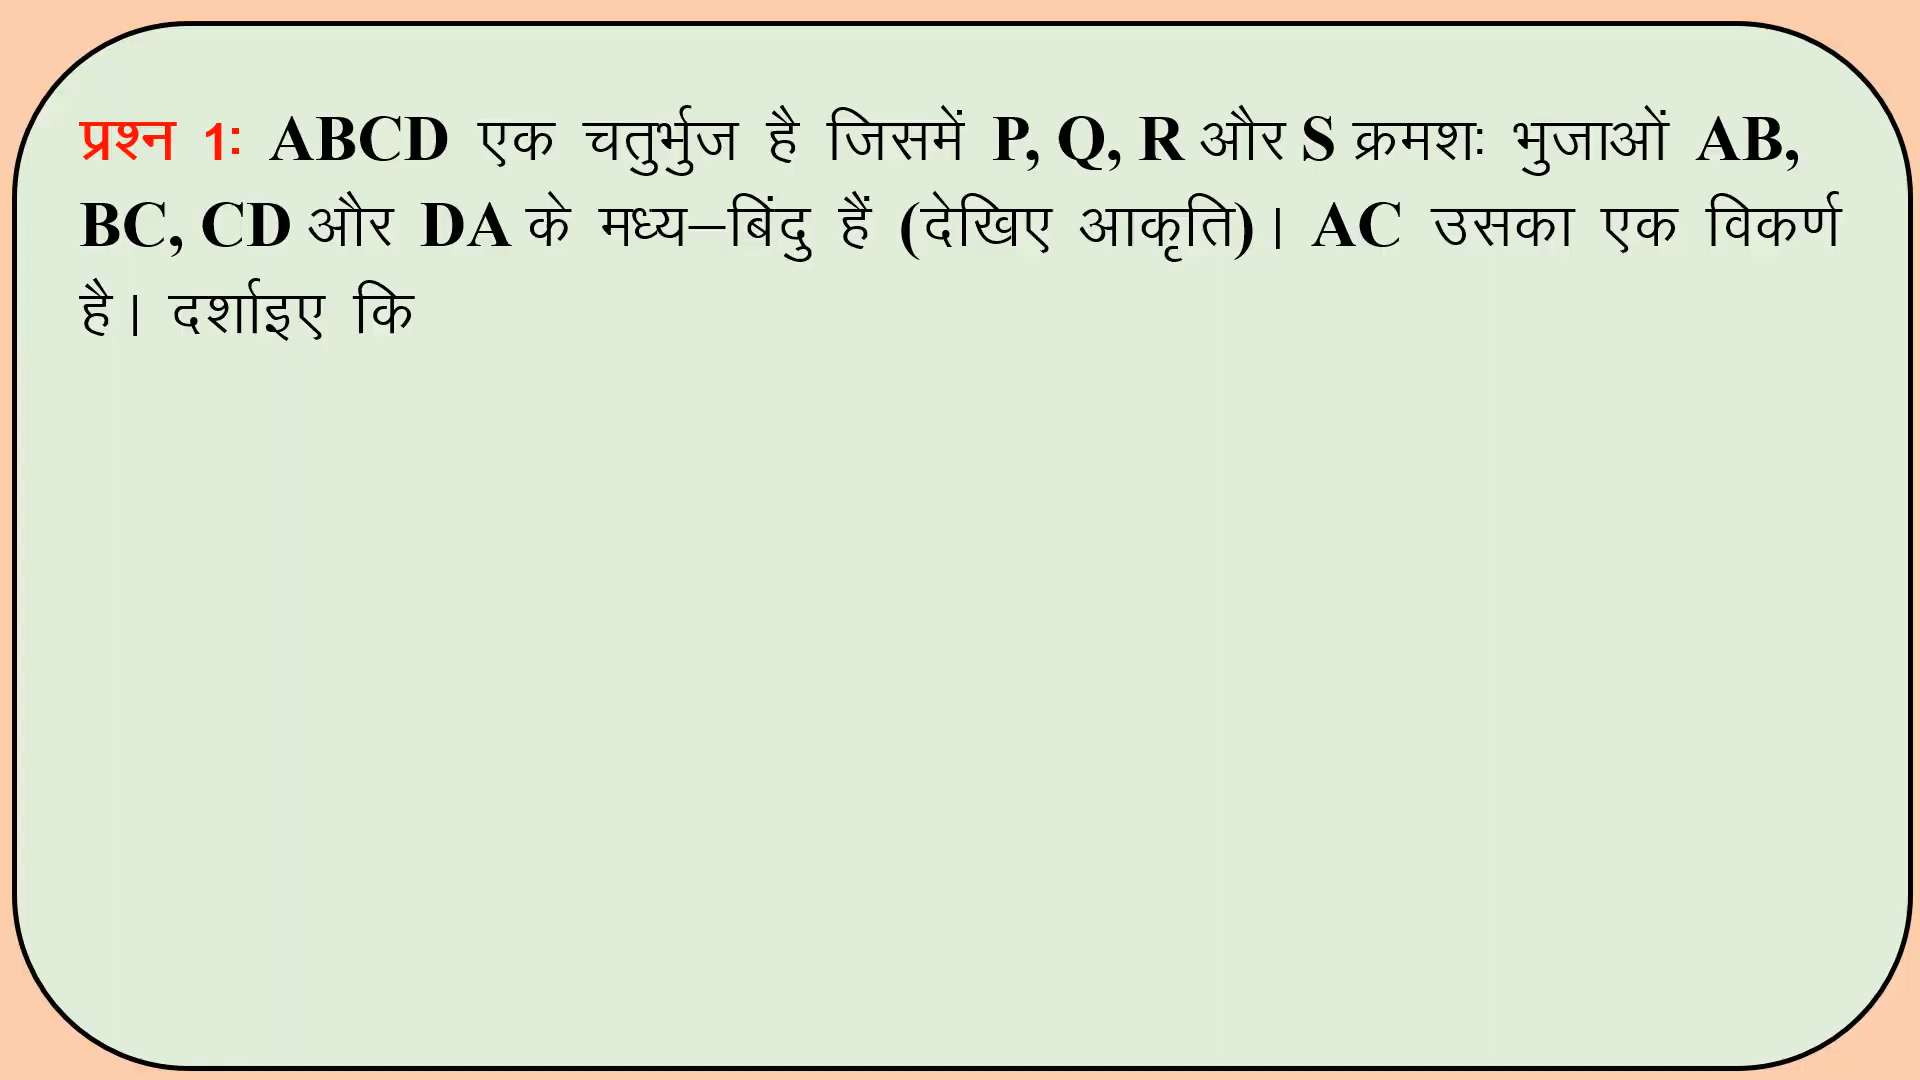 प्रश्न 1: ABCD एक चतुर्भुज है जिसमें P, Q, R और S क्रमशः भुजाओं AB,
BC, CD और DA के मध्य–बिंदु हैं (देखिए आकृति)। AC उसका एक विकर्ण
है। दर्शाइए कि